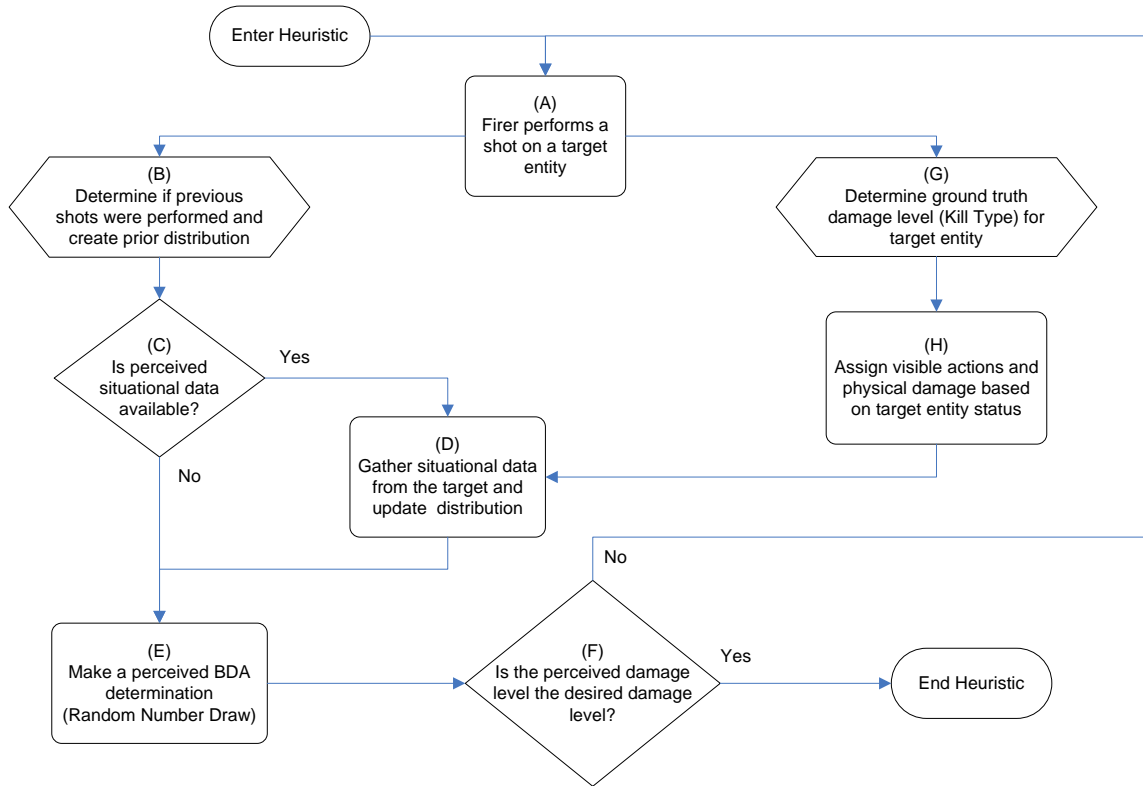 Enter Heuristic
(A)
Firer performs a
shot on a target
entity
(B)
Determine if previous
shots were performed and
create prior distribution
(G)
Determine ground truth
damage level (Kill Type) for
target entity
(C)
Is perceived
situational data
available?
Yes
No
(H)
Assign visible actions and
physical damage based
on target entity status
(D)
Gather situational data
from the target and
update distribution
(E)
Make a perceived BDA
determination
(Random Number Draw)
No
(F)
Is the perceived damage
level the desired damage
level?
Yes
End Heuristic